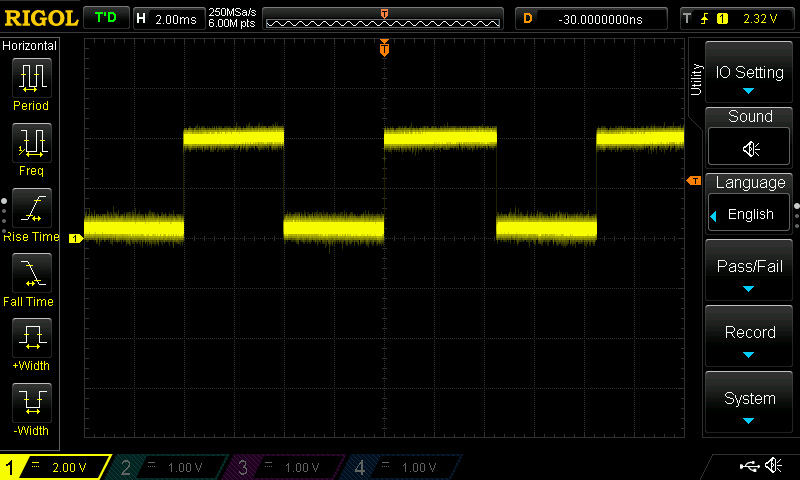 RIGOL T'D H 2.00ms 250MSa/s 6.00M pts T D -30.0000000ns T 1 2.32 V
Horizontal
Period
Freq
Rise Time
Fall Time
+Width
-Width
T
T
1
Utility
IO Setting
Sound
Language
English
Pass/Fail
Record
System
1 = 2.00 V 2 = 1.00 V 3 = 1.00 V 4 = 1.00 V